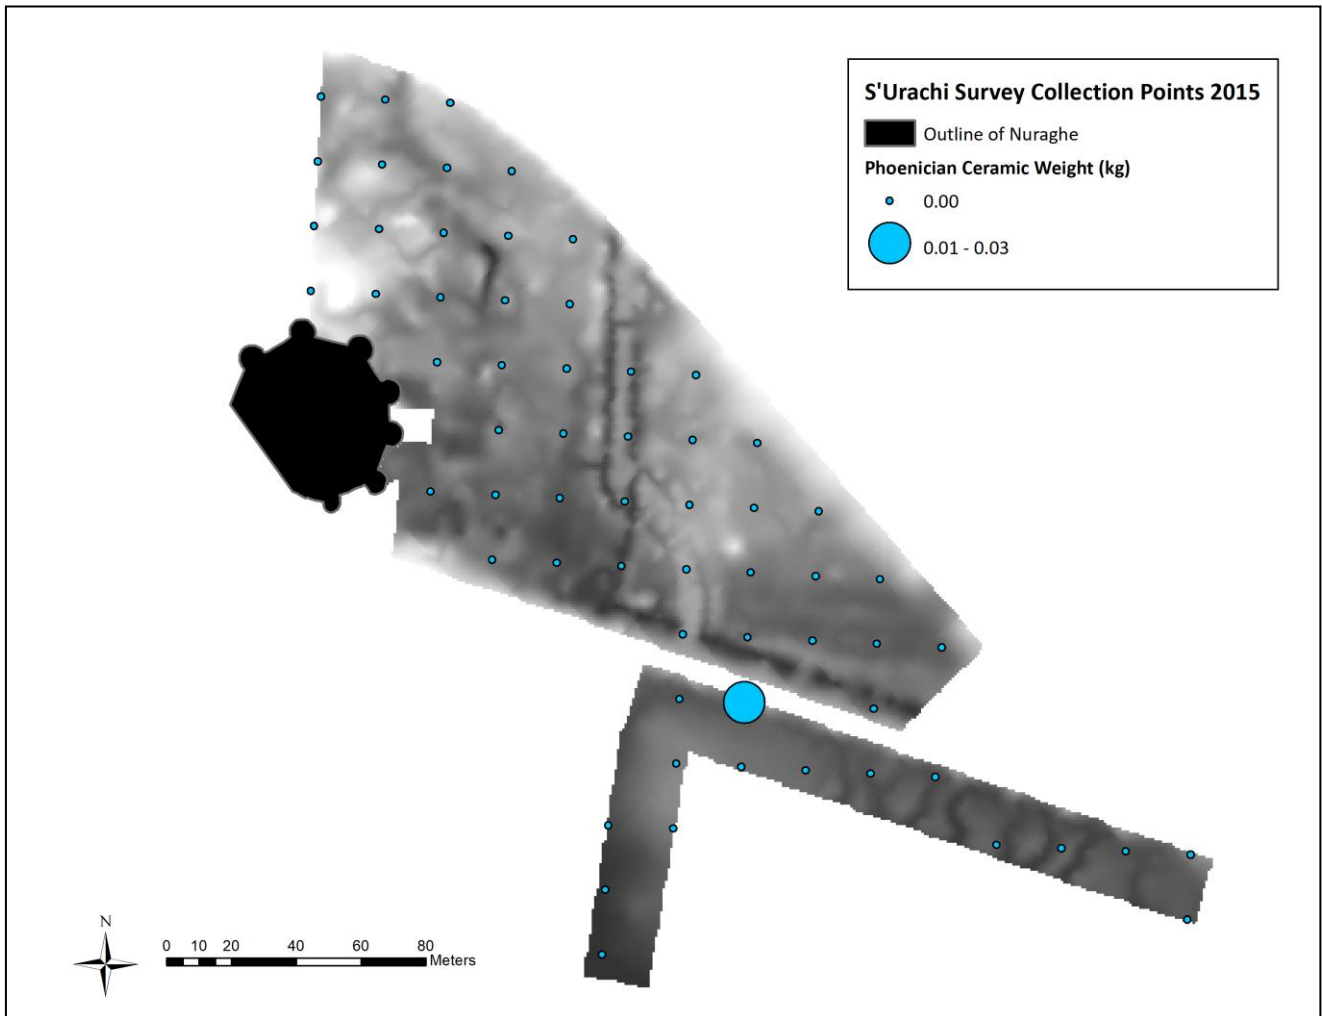 S'Urachi Survey Collection Points 2015
Outline of Nuraghe
Phoenician Ceramic Weight (kg)
0.00
0.01 - 0.03
N
0 10 20 40 60 80
Meters